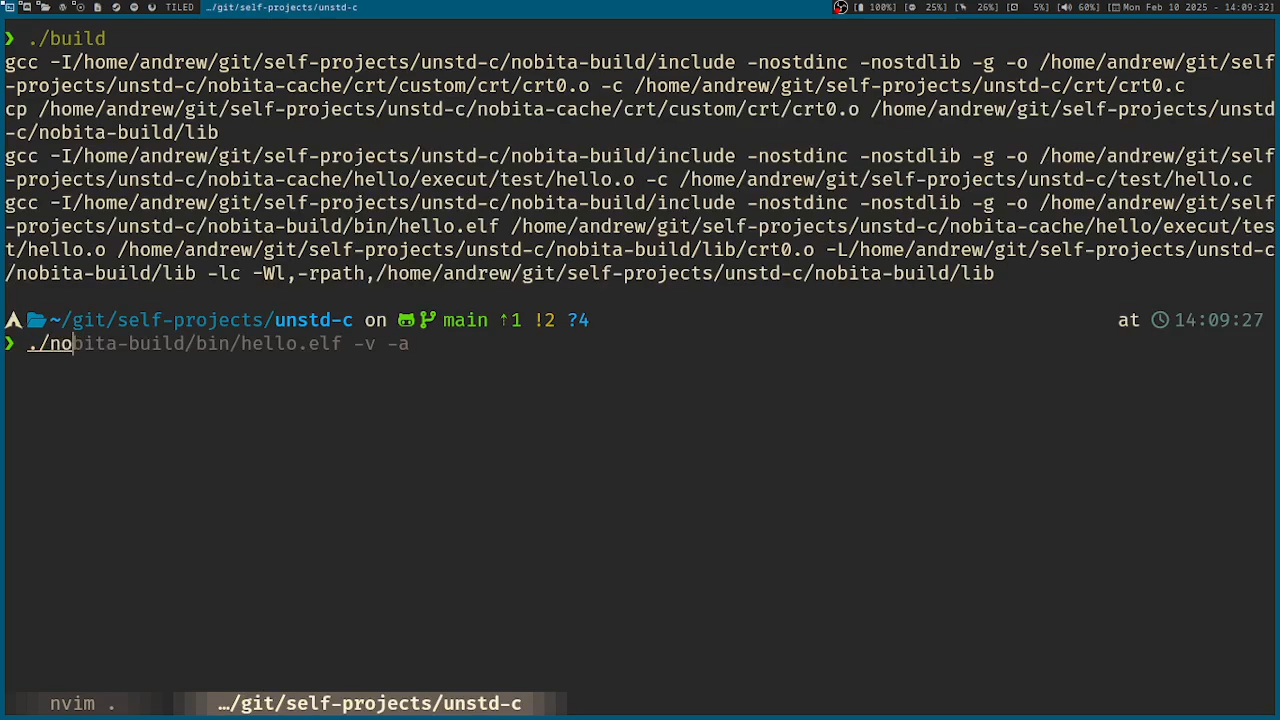 TILED …/git/self-projects/unstd-c 100%] 25%] 26%] 5%] 60%] Mon Feb 10 2025 - 14:09:32]
❯ ./build
gcc -I/home/andrew/git/self-projects/unstd-c/nobita-build/include -nostdinc -nostdlib -g -o /home/andrew/git/self
-projects/unstd-c/nobita-cache/crt/custom/crt/crt0.o -c /home/andrew/git/self-projects/unstd-c/crt/crt0.c
cp /home/andrew/git/self-projects/unstd-c/nobita-cache/crt/custom/crt/crt0.o /home/andrew/git/self-projects/unstd
-c/nobita-build/lib
gcc -I/home/andrew/git/self-projects/unstd-c/nobita-build/include -nostdinc -nostdlib -g -o /home/andrew/git/self
-projects/unstd-c/nobita-cache/hello/execut/test/hello.o -c /home/andrew/git/self-projects/unstd-c/test/hello.c
gcc -I/home/andrew/git/self-projects/unstd-c/nobita-build/include -nostdinc -nostdlib -g -o /home/andrew/git/self
-projects/unstd-c/nobita-build/bin/hello.elf /home/andrew/git/self-projects/unstd-c/nobita-cache/hello/execut/tes
t/hello.o /home/andrew/git/self-projects/unstd-c/nobita-build/lib/crt0.o -L/home/andrew/git/self-projects/unstd-c
/nobita-build/lib -lc -Wl,-rpath,/home/andrew/git/self-projects/unstd-c/nobita-build/lib
~/git/self-projects/unstd-c on main ↑1 !2 ?4 at 14:09:27
❯ ./nobita-build/bin/hello.elf -v -a
nvim . …/git/self-projects/unstd-c